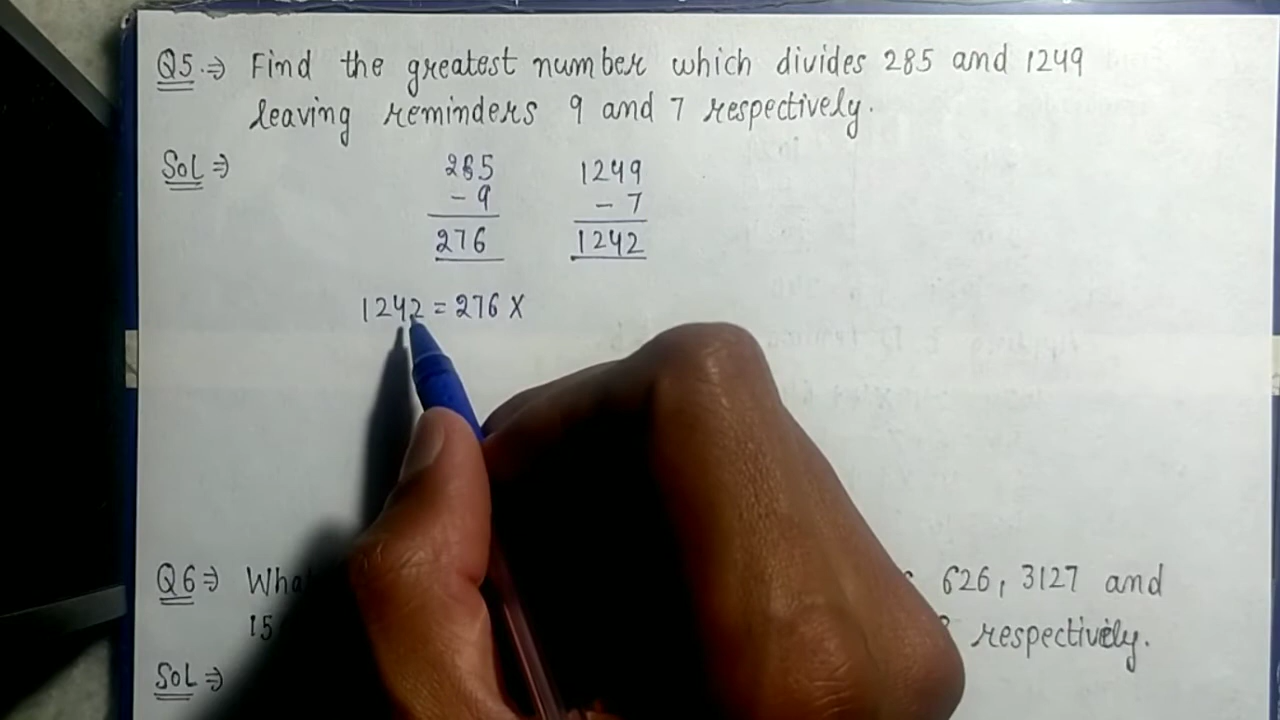 Q5.⇒ Find the greatest number which divides 285 and 1249
leaving reminders 9 and 7 respectively.
SoL ⇒
285 1249
- 9 - 7
276 1242
1242 = 276 X
Q6⇒ 626, 3127 and
15 respectively.
SoL ⇒